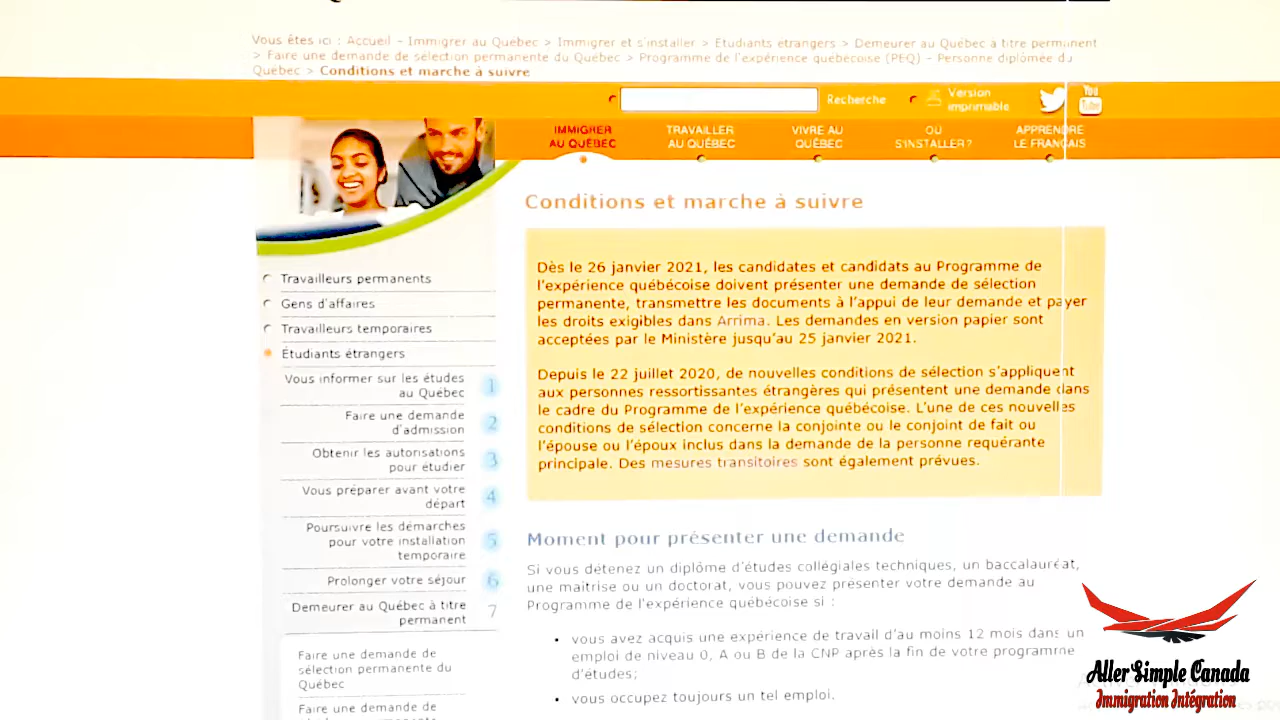 Vous êtes ici : Accueil - Immigrer au Québec > Immigrer et s'installer > Étudiants étrangers > Demeurer au Québec à titre permanent
> Faire une demande de sélection permanente du Québec > Programme de l'expérience québécoise (PEQ) - Personne diplômée du
Québec > Conditions et marche à suivre
Recherche
Version
imprimable
You
Tube
IMMIGRER
AU QUÉBEC
TRAVAILLER
AU QUÉBEC
VIVRE AU
QUÉBEC
OÙ
S'INSTALLER?
APPRENDRE
LE FRANÇAIS
Conditions et marche à suivre
Dès le 26 janvier 2021, les candidates et candidats au Programme de
l'expérience québécoise doivent présenter une demande de sélection
permanente, transmettre les documents à l'appui de leur demande et payer
les droits exigibles dans Arrima. Les demandes en version papier sont
acceptées par le Ministère jusqu'au 25 janvier 2021.
Depuis le 22 juillet 2020, de nouvelles conditions de sélection s'appliquent
aux personnes ressortissantes étrangères qui présentent une demande dans
le cadre du Programme de l'expérience québécoise. L'une de ces nouvelles
conditions de sélection concerne la conjointe ou le conjoint de fait ou
l'épouse ou l'époux inclus dans la demande de la personne requérante
principale. Des mesures transitoires sont également prévues.
Moment pour présenter une demande
Si vous détenez un diplôme d'études collégiales techniques, un baccalauréat,
une maîtrise ou un doctorat, vous pouvez présenter votre demande au
Programme de l'expérience québécoise si :
• vous avez acquis une expérience de travail d'au moins 12 mois dans un
emploi de niveau 0, A ou B de la CNP après la fin de votre programme
d'études;
• vous occupez toujours un tel emploi.
Travailleurs permanents
Gens d'affaires
Travailleurs temporaires
Étudiants étrangers
Vous informer sur les études
au Québec 1
Faire une demande
d'admission 2
Obtenir les autorisations
pour étudier 3
Vous préparer avant votre
départ 4
Poursuivre les démarches
pour votre installation
temporaire 5
Prolonger votre séjour 6
Demeurer au Québec à titre
permanent 7
Faire une demande de
sélection permanente du
Québec
Faire une demande de
Aller Simple Canada
Immigration Intégration